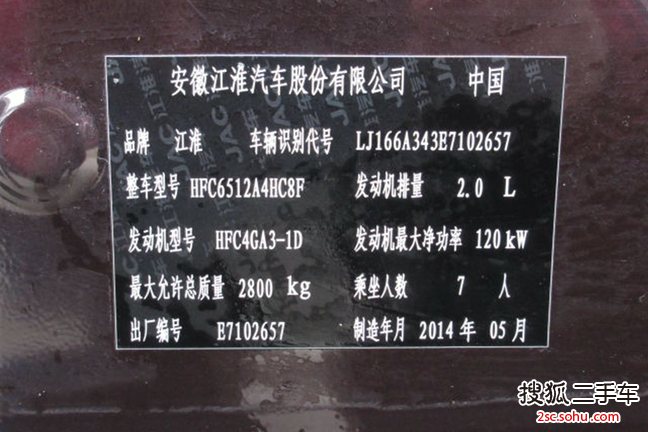 安徽江淮汽车股份有限公司 中国
品牌 江淮 车辆识别代号 LJ166A343E7102657
整车型号 HFC6512A4HC8F 发动机排量 2.0 L
发动机型号 HFC4GA3-1D 发动机最大净功率 120 kW
最大允许总质量 2800 kg 乘坐人数 7 人
出厂编号 E7102657 制造年月 2014 年 05 月
搜狐二手车
2sc.sohu.com